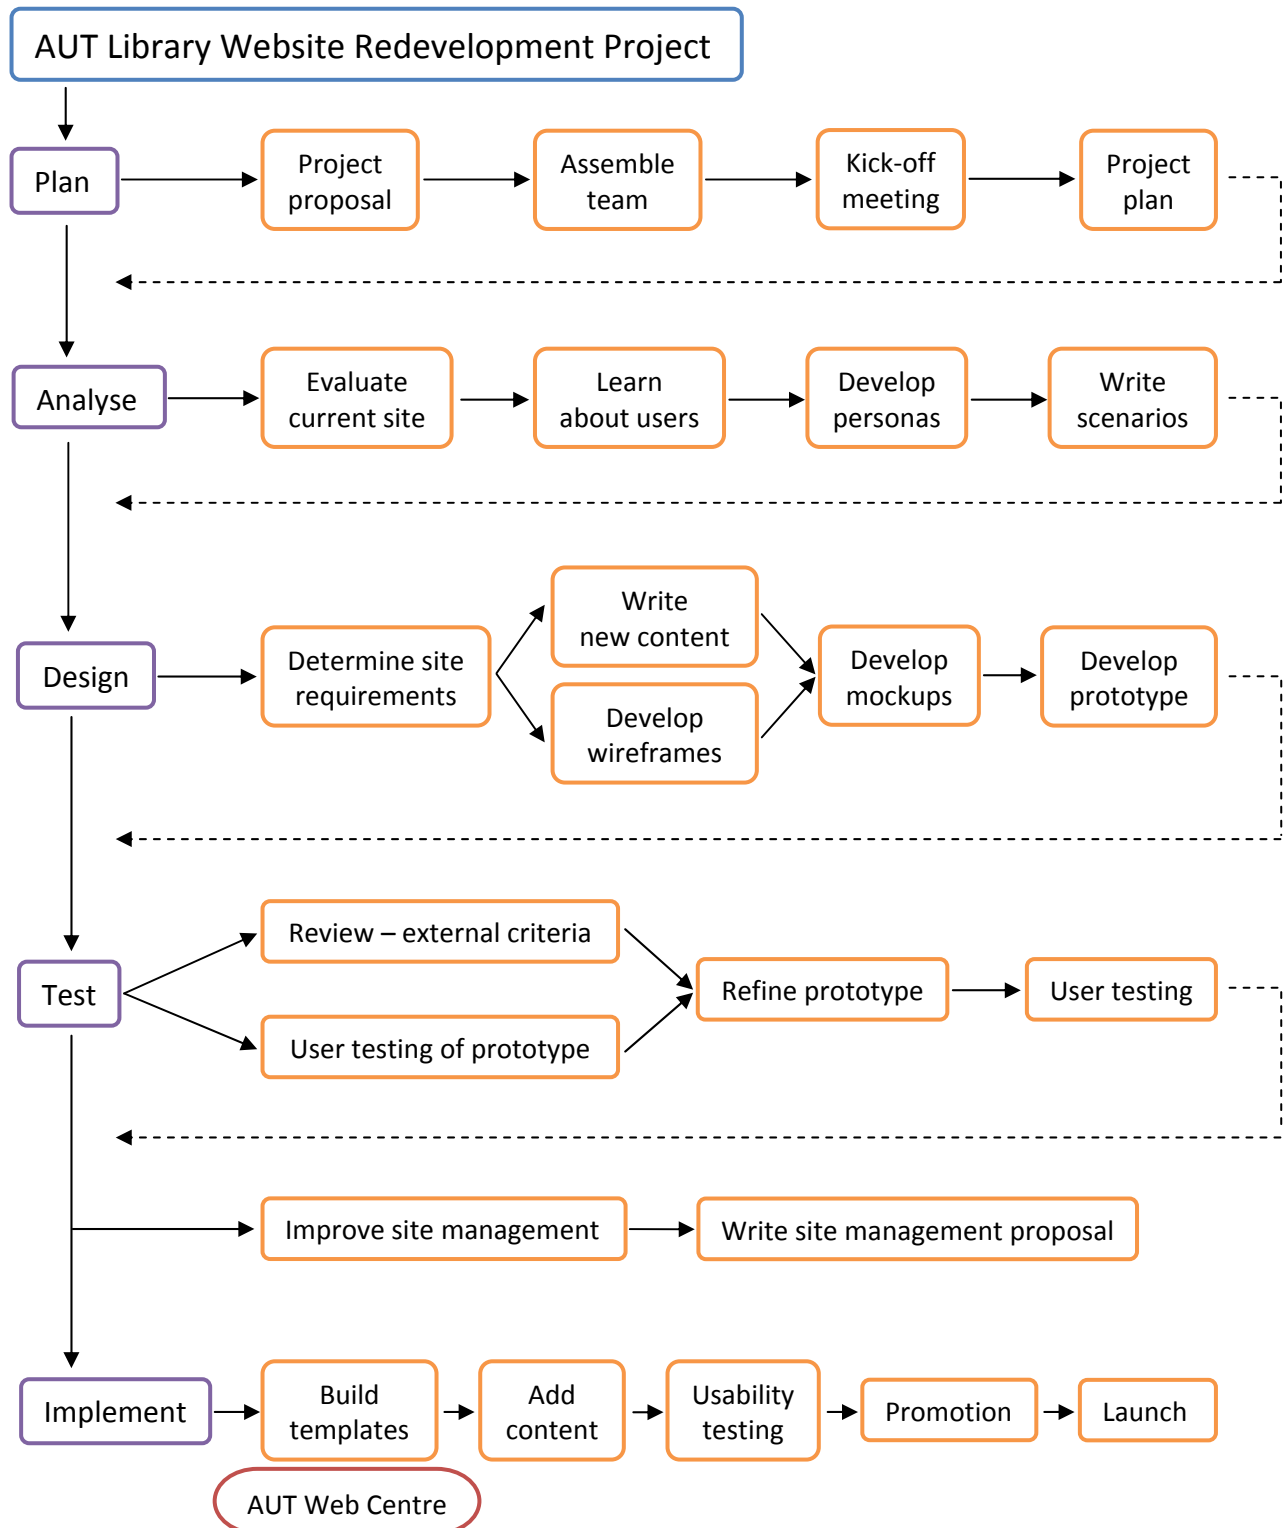 AUT Library Website Redevelopment Project
Plan
Project
proposal
Assemble
team
Kick-off
meeting
Project
plan
Analyse
Evaluate
current site
Learn
about users
Develop
personas
Write
scenarios
Design
Determine site
requirements
Write
new content
Develop
wireframes
Develop
mockups
Develop
prototype
Test
Review – external criteria
User testing of prototype
Refine prototype
User testing
Improve site management
Write site management proposal
Implement
Build
templates
Add
content
Usability
testing
Promotion
Launch
AUT Web Centre